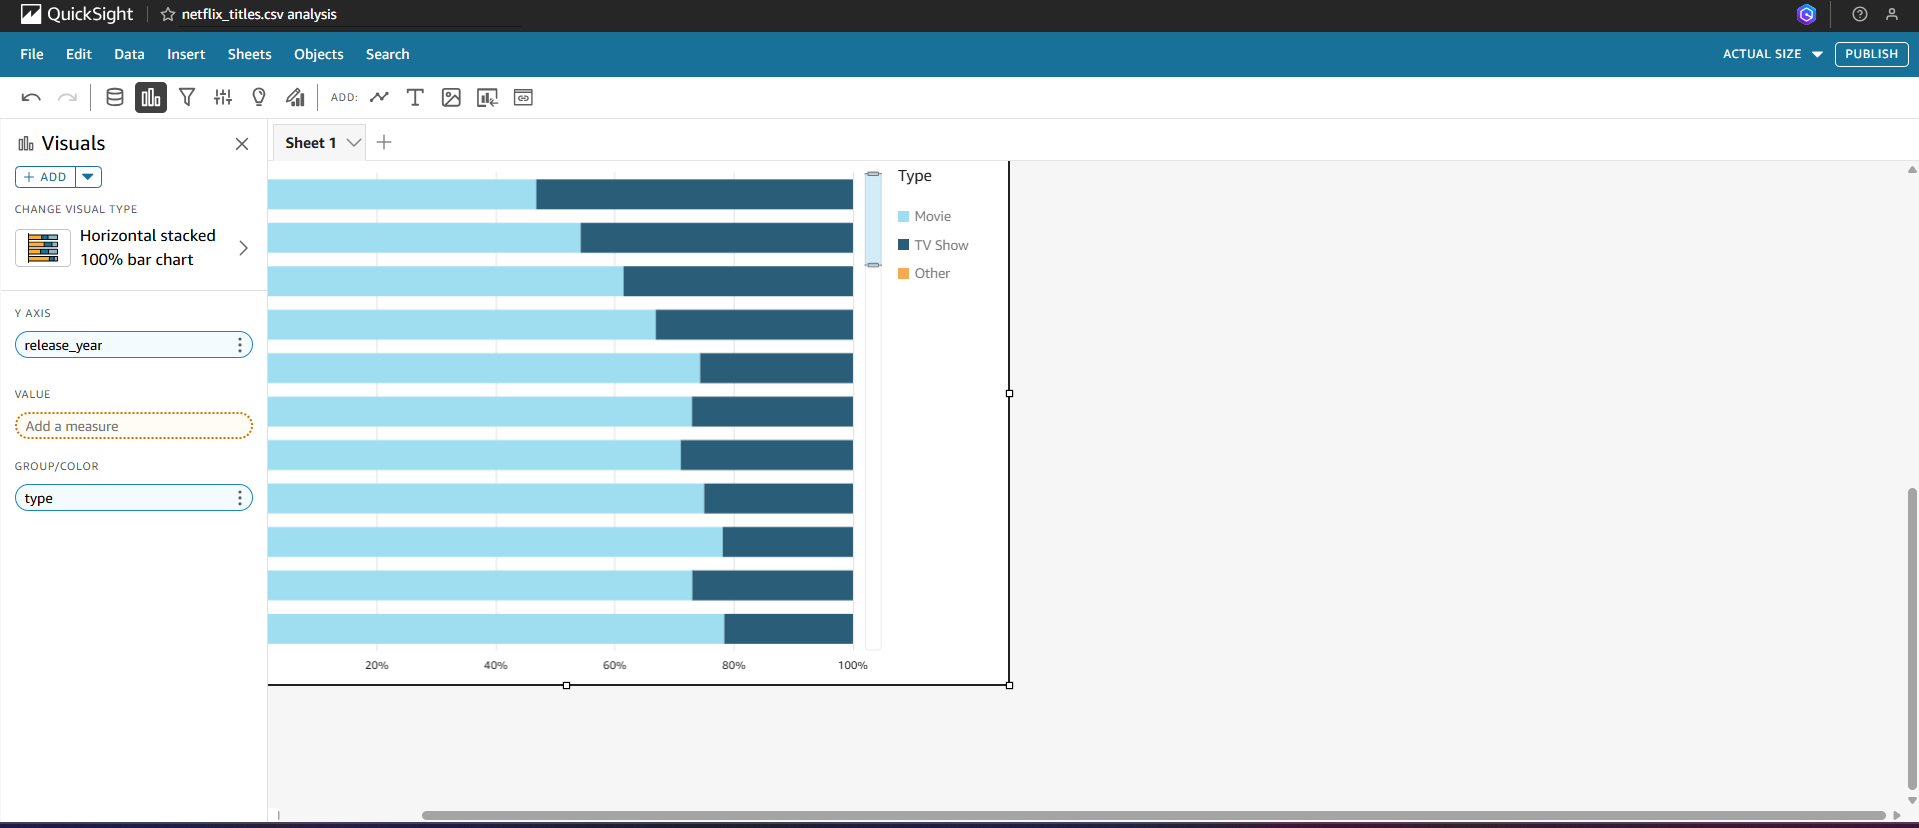 QuickSight netflix_titles.csv analysis
File Edit Data Insert Sheets Objects Search ACTUAL SIZE PUBLISH
ADD:
Visuals
Sheet 1
+ ADD
CHANGE VISUAL TYPE
Horizontal stacked
100% bar chart
Y AXIS
release_year
VALUE
Add a measure
GROUP/COLOR
type
Type
Movie
TV Show
Other
20% 40% 60% 80% 100%